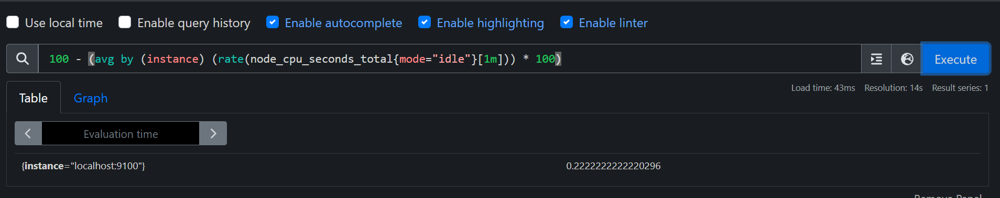 Use local time Enable query history Enable autocomplete Enable highlighting Enable linter
100 - (avg by (instance) (rate(node_cpu_seconds_total{mode="idle"}[1m])) * 100)
Execute
Load time: 43ms Resolution: 14s Result series: 1
Table Graph
Evaluation time
{instance="localhost:9100"} 0.2222222222220296
Remove Panel